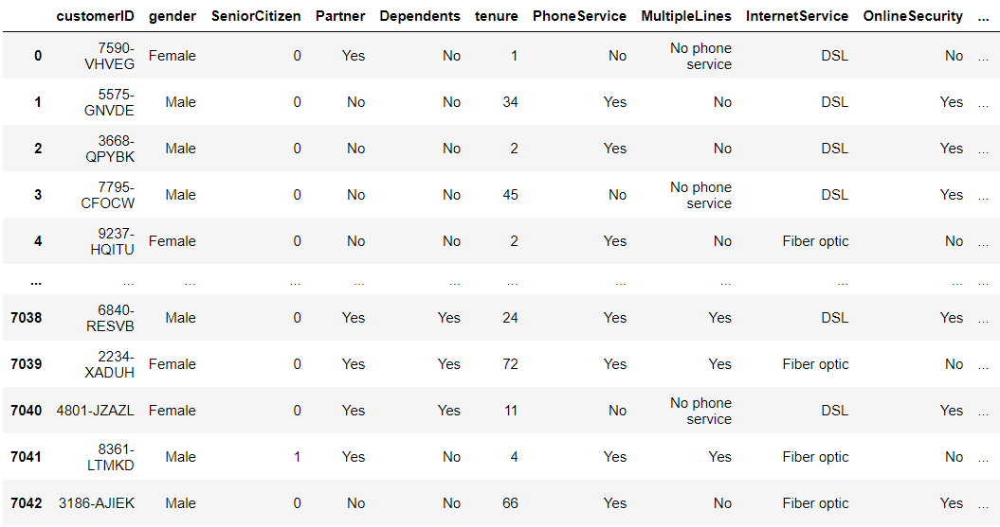 customerID gender SeniorCitizen Partner Dependents tenure PhoneService MultipleLines InternetService OnlineSecurity ...
0 7590-VHVEG Female 0 Yes No 1 No No phone service DSL No ...
1 5575-GNVDE Male 0 No No 34 Yes No DSL Yes ...
2 3668-QPYBK Male 0 No No 2 Yes No DSL Yes ...
3 7795-CFOCW Male 0 No No 45 No No phone service DSL Yes ...
4 9237-HQITU Female 0 No No 2 Yes No Fiber optic No ...
... ... ... ... ... ... ... ... ... ... ... ...
7038 6840-RESVB Male 0 Yes Yes 24 Yes Yes DSL Yes ...
7039 2234-XADUH Female 0 Yes Yes 72 Yes Yes Fiber optic No ...
7040 4801-JZAZL Female 0 Yes Yes 11 No No phone service DSL Yes ...
7041 8361-LTMKD Male 1 Yes No 4 Yes Yes Fiber optic No ...
7042 3186-AJIEK Male 0 No No 66 Yes No Fiber optic Yes ...